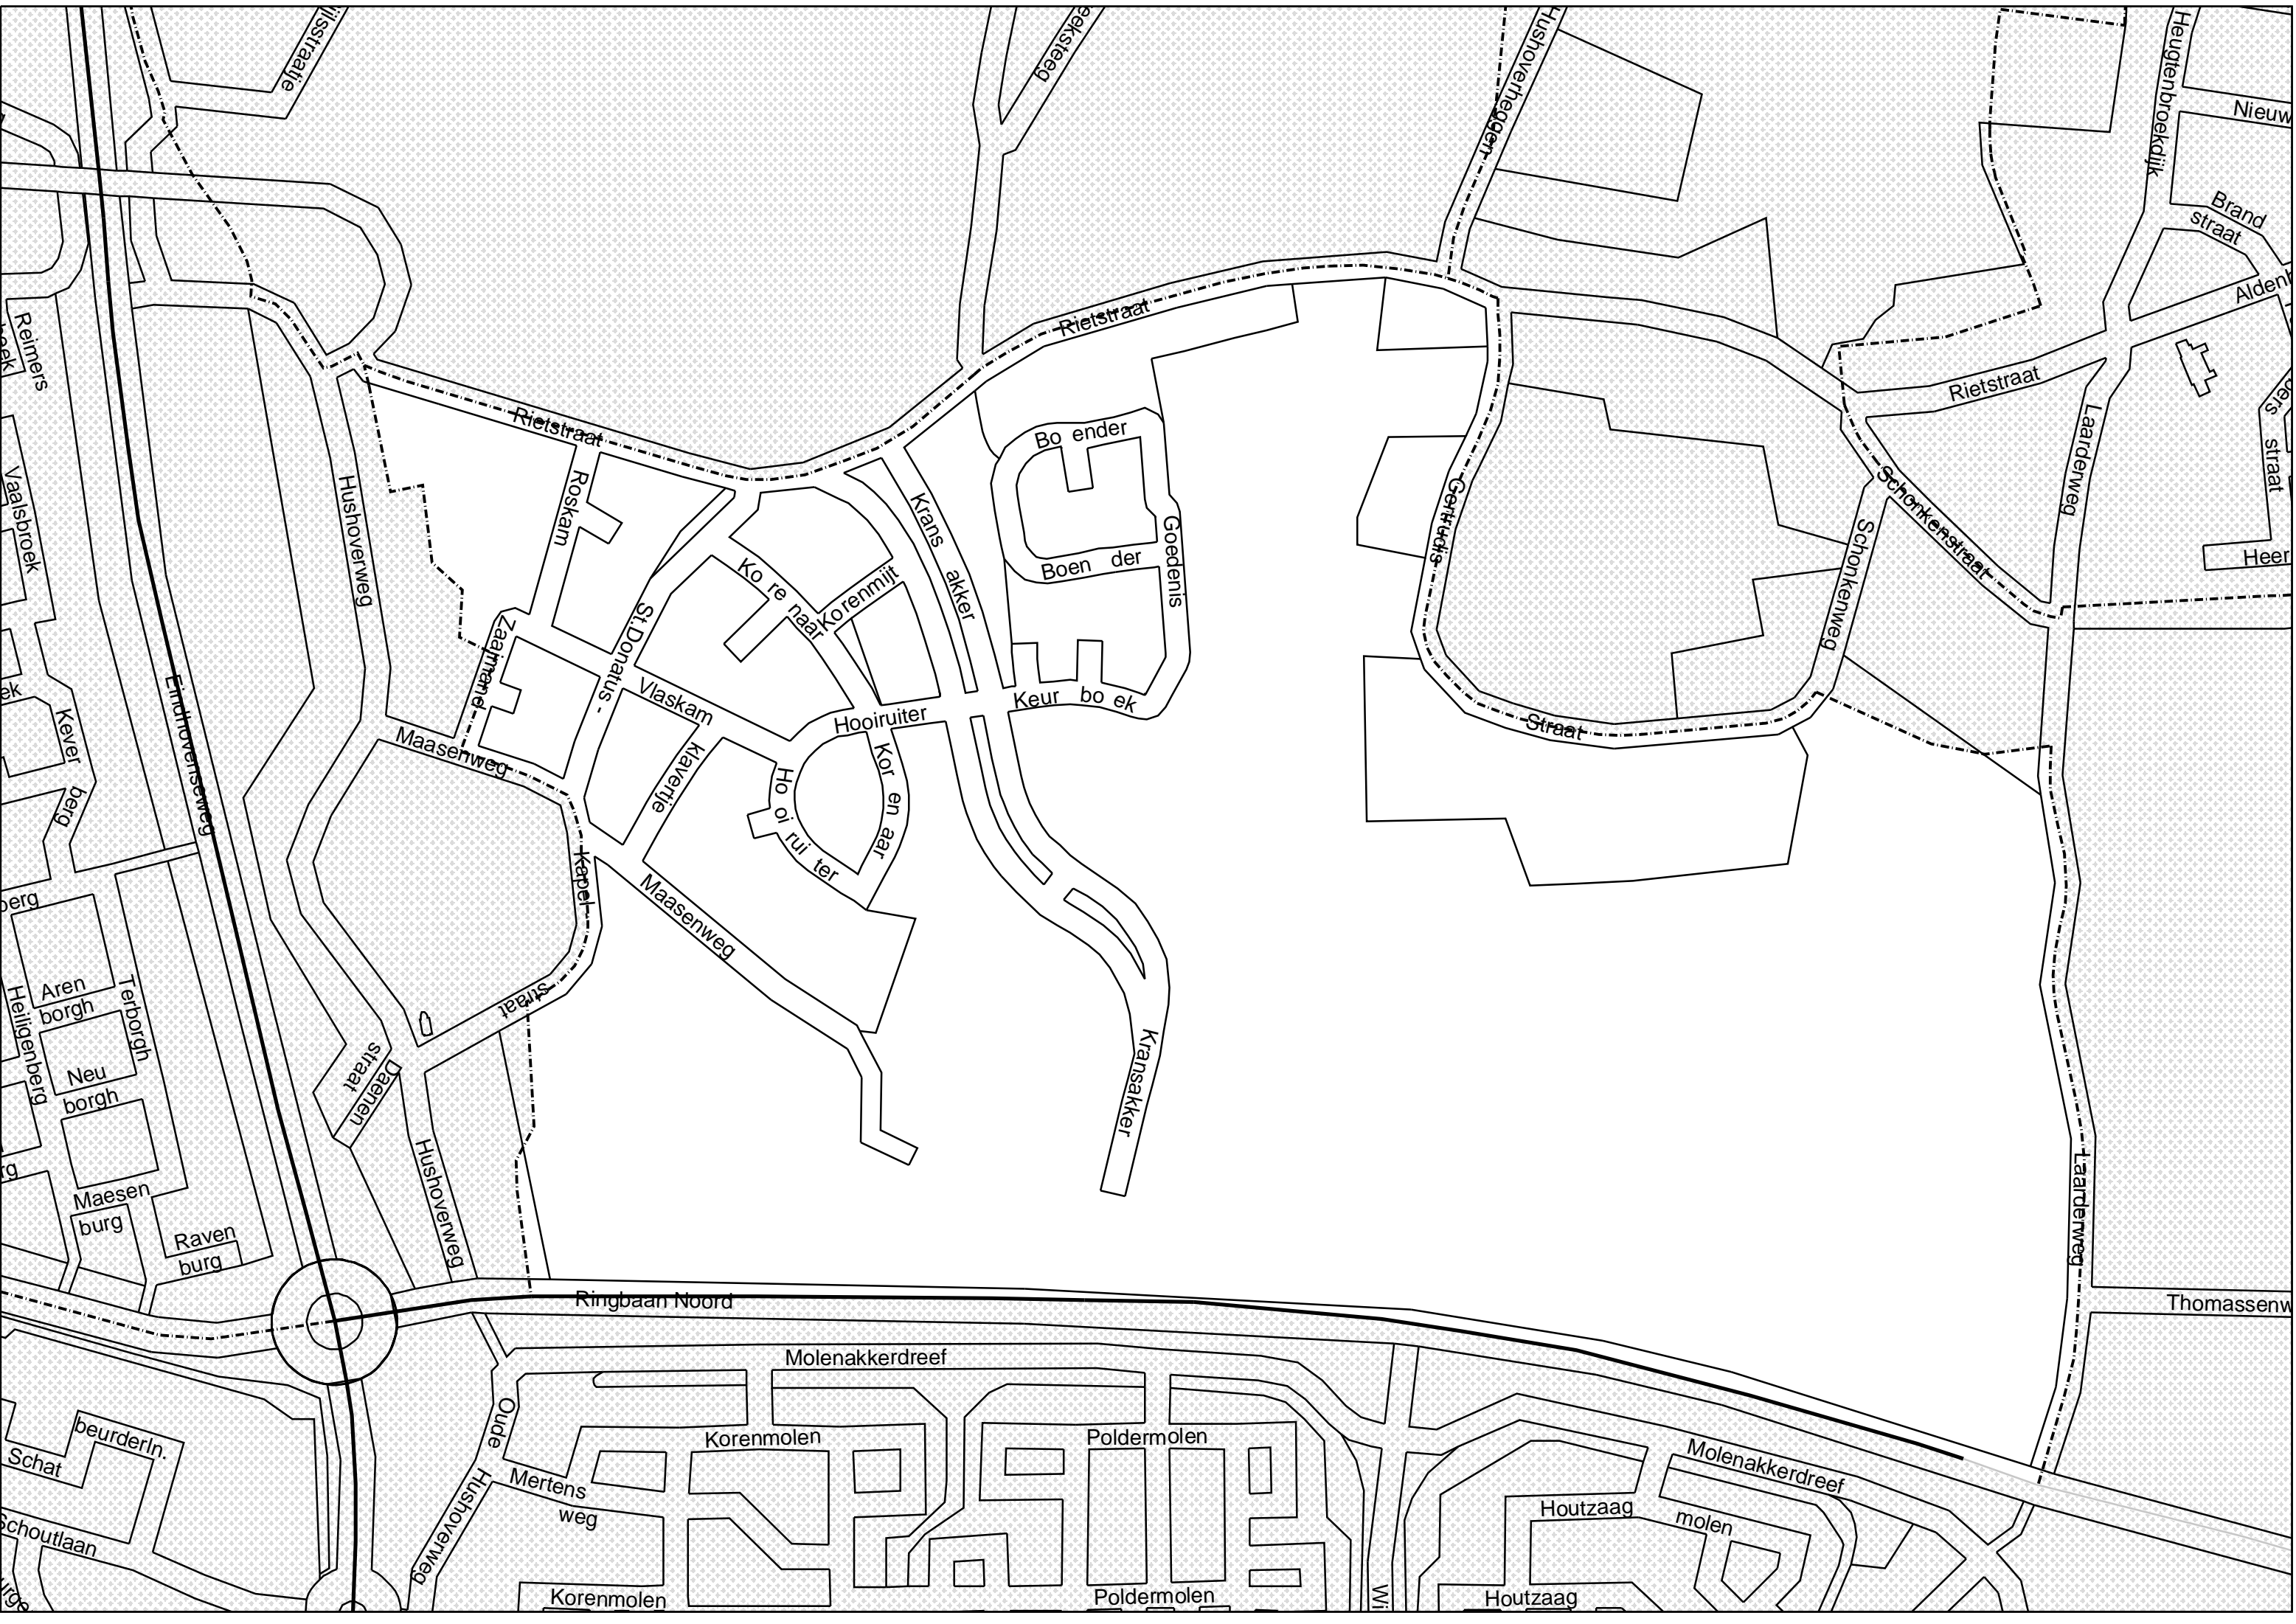 Hushoverheggen
Heugtenbroekdijk
Brand
straat
Rietstraat
Reimers
Rietstraat
Rietstraat
Laarderweg
straat
Bo ender
Roskam
Krans
akker
Vaalsbroek
Hushoverweg
Goedenis
Boen der
Gertrudis
Schonkenstraat
Schonkenweg
Heer
Ko re naar
Korenmijt
St.Donatus-
Zaaimand
Vlaskam
Hooiruiter
Keur bo ek
Straat
Kever
berg
Eindhovenseweg
Maasenweg
klavertje
Ho oi rui ter
Kor en aar
Kapel-
straat
Maasenweg
Aren
borgh
Terborgh
Heiligenberg
Neu
borgh
straat
Daenen
Kransakker
Maesen
burg
Raven
burg
Hushoverweg
Laarderweg
Ringbaan Noord
Molenakkerdreef
Oude
Hushoverweg
Mertens
weg
Korenmolen
Poldermolen
Molenakkerdreef
Houtzaag
molen
Schat
beurderln.
Schoutlaan
Korenmolen
Poldermolen
Houtzaag